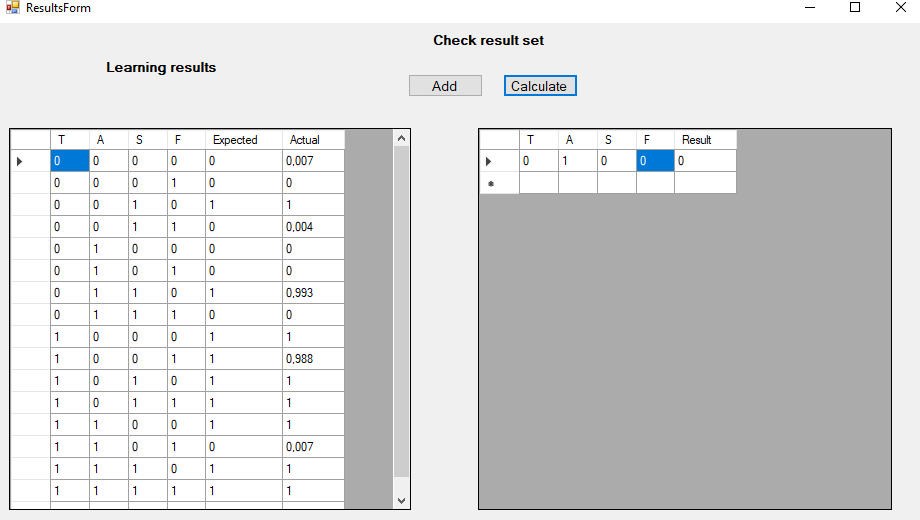 ResultsForm
Check result set
Learning results
Add Calculate
T A S F Expected Actual
0 0 0 0 0 0,007
0 0 0 1 0 0
0 0 1 0 1 1
0 0 1 1 0 0,004
0 1 0 0 0 0
0 1 0 1 0 0
0 1 1 0 1 0,993
0 1 1 1 0 0
1 0 0 0 1 1
1 0 0 1 1 0,988
1 0 1 0 1 1
1 0 1 1 1 1
1 1 0 0 1 1
1 1 0 1 0 0,007
1 1 1 0 1 1
1 1 1 1 1 1
T A S F Result
0 1 0 0 0